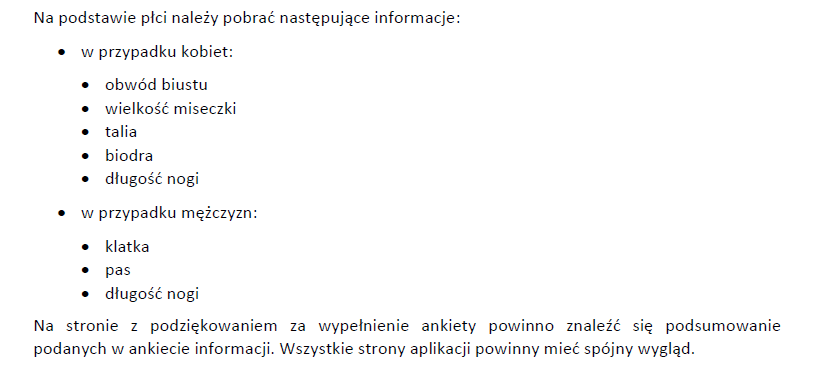 Na podstawie płci należy pobrać następujące informacje:
• w przypadku kobiet:
• obwód biustu
• wielkość miseczki
• talia
• biodra
• długość nogi
• w przypadku mężczyzn:
• klatka
• pas
• długość nogi
Na stronie z podziękowaniem za wypełnienie ankiety powinno znaleźć się podsumowanie
podanych w ankiecie informacji. Wszystkie strony aplikacji powinny mieć spójny wygląd.